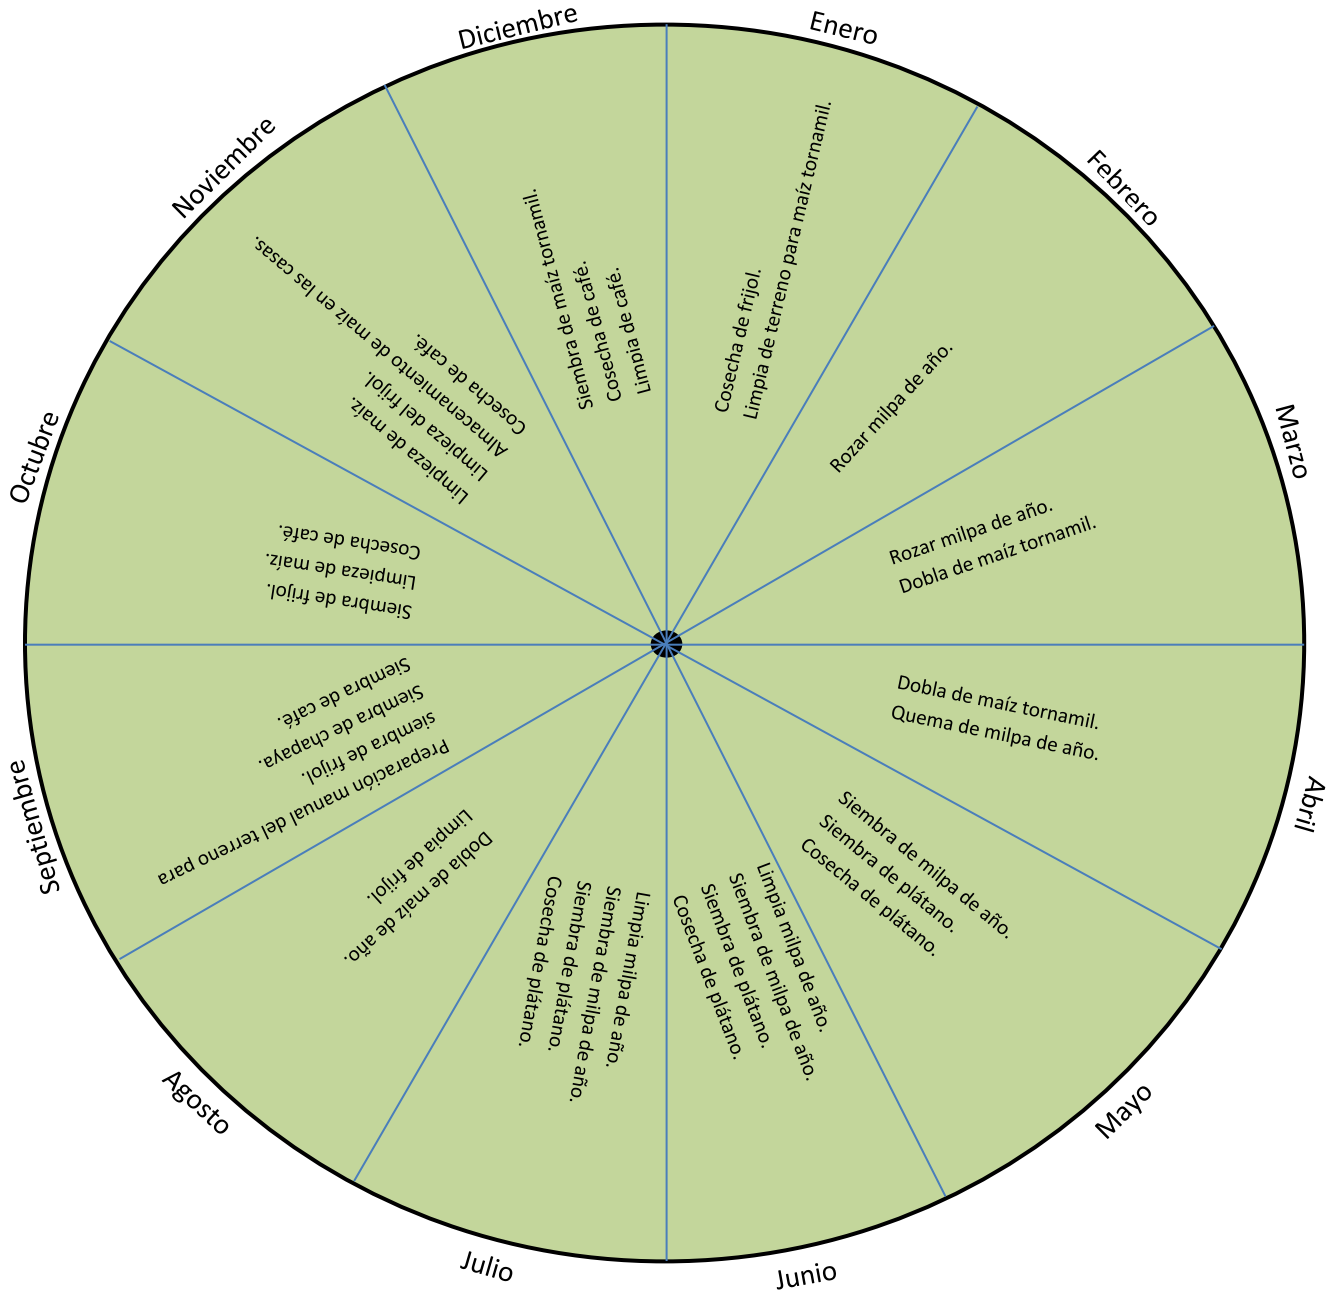 Enero
Cosecha de frijol.
Limpia de terreno para maíz tornamil.
Febrero
Rozar milpa de año.
Marzo
Rozar milpa de año.
Dobla de maíz tornamil.
Abril
Dobla de maíz tornamil.
Quema de milpa de año.
Mayo
Siembra de milpa de año.
Siembra de plátano.
Cosecha de plátano.
Junio
Limpia milpa de año.
Siembra de milpa de año.
Siembra de plátano.
Cosecha de plátano.
Julio
Limpia milpa de año.
Siembra de milpa de año.
Siembra de plátano.
Cosecha de plátano.
Agosto
Dobla de maíz de año.
Limpia de frijol.
Septiembre
Preparación manual del terreno para
siembra de frijol.
Siembra de chapaya.
Siembra de café.
Octubre
Siembra de frijol.
Limpieza de maíz.
Cosecha de café.
Noviembre
Limpieza de maíz.
Limpieza del frijol.
Almacenamiento de maíz en las casas.
Cosecha de café.
Diciembre
Siembra de maíz tornamil.
Cosecha de café.
Limpia de café.